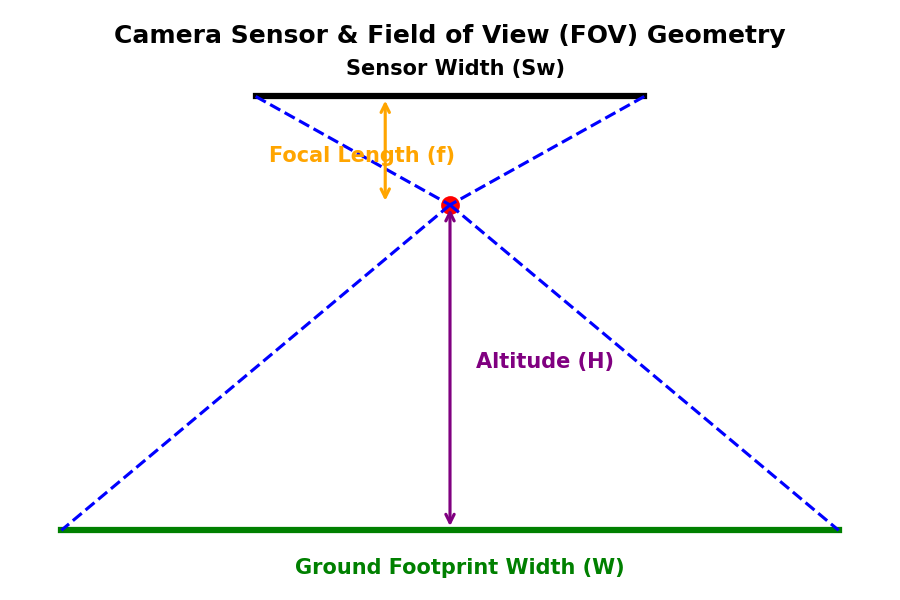 Camera Sensor & Field of View (FOV) Geometry
Sensor Width (Sw)
Focal Length (f)
Altitude (H)
Ground Footprint Width (W)